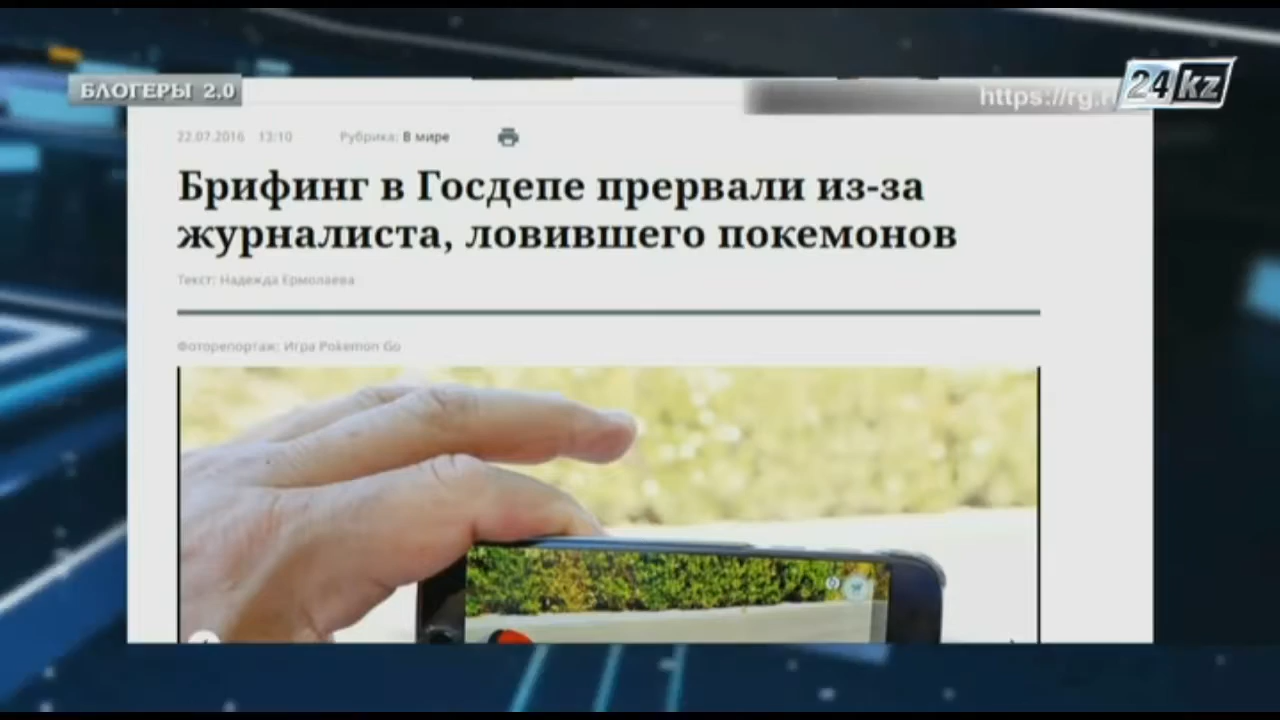 БЛОГЕРЫ 2.0
24kz
https://rg.r
22.07.2016 13:10 Рубрика: В мире
Брифинг в Госдепе прервали из-за
журналиста, ловившего покемонов
Текст: Надежда Ермолаева
Фоторепортаж: Игра Pokemon Go